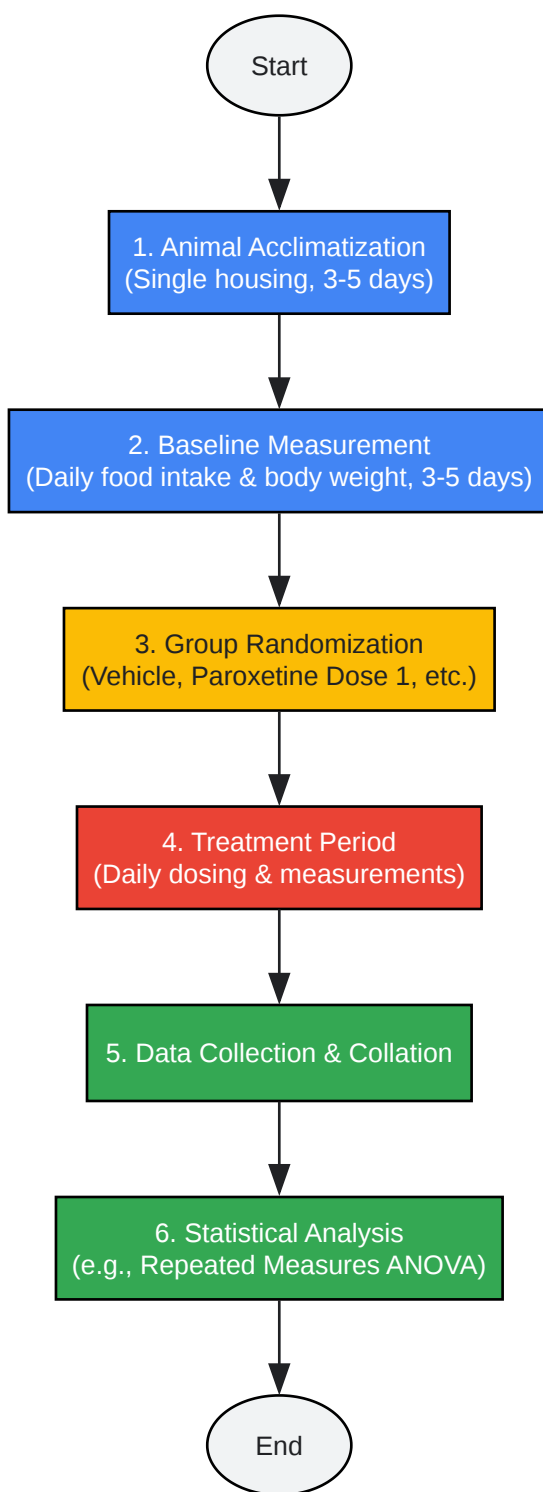 Start
1. Animal Acclimatization
(Single housing, 3-5 days)
2. Baseline Measurement
(Daily food intake & body weight, 3-5 days)
3. Group Randomization
(Vehicle, Paroxetine Dose 1, etc.)
4. Treatment Period
(Daily dosing & measurements)
5. Data Collection & Collation
6. Statistical Analysis
(e.g., Repeated Measures ANOVA)
End